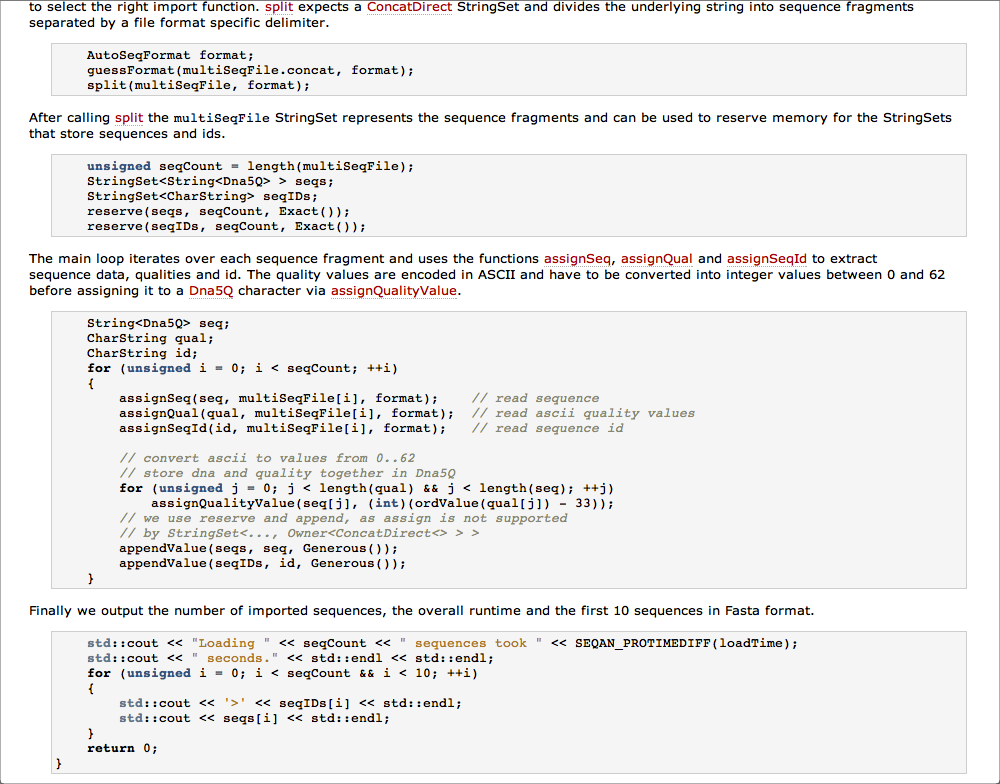 to select the right import function. split expects a ConcatDirect StringSet and divides the underlying string into sequence fragments
separated by a file format specific delimiter.
AutoSeqFormat format;
guessFormat(multiSeqFile.concat, format);
split(multiSeqFile, format);
After calling split the multiSeqFile StringSet represents the sequence fragments and can be used to reserve memory for the StringSets
that store sequences and ids.
unsigned seqCount = length(multiSeqFile);
StringSet<String<Dna5Q> > seqs;
StringSet<CharString> seqIDs;
reserve(seqs, seqCount, Exact());
reserve(seqIDs, seqCount, Exact());
The main loop iterates over each sequence fragment and uses the functions assignSeq, assignQual and assignSeqId to extract
sequence data, qualities and id. The quality values are encoded in ASCII and have to be converted into integer values between 0 and 62
before assigning it to a Dna5Q character via assignQualityValue.
String<Dna5Q> seq;
CharString qual;
CharString id;
for (unsigned i = 0; i < seqCount; ++i)
{
assignSeq(seq, multiSeqFile[i], format);    // read sequence
assignQual(qual, multiSeqFile[i], format);  // read ascii quality values
assignSeqId(id, multiSeqFile[i], format);   // read sequence id
// convert ascii to values from 0..62
// store dna and quality together in Dna5Q
for (unsigned j = 0; j < length(qual) && j < length(seq); ++j)
assignQualityValue(seq[j], (int)(ordValue(qual[j]) - 33));
// we use reserve and append, as assign is not supported
// by StringSet<..., Owner<ConcatDirect<> > >
appendValue(seqs, seq, Generous());
appendValue(seqIDs, id, Generous());
}
Finally we output the number of imported sequences, the overall runtime and the first 10 sequences in Fasta format.
std::cout << "Loading " << seqCount << " sequences took " << SEQAN_PROTIMEDIFF(loadTime);
std::cout << " seconds." << std::endl << std::endl;
for (unsigned i = 0; i < seqCount && i < 10; ++i)
{
std::cout << '>' << seqIDs[i] << std::endl;
std::cout << seqs[i] << std::endl;
}
return 0;
}